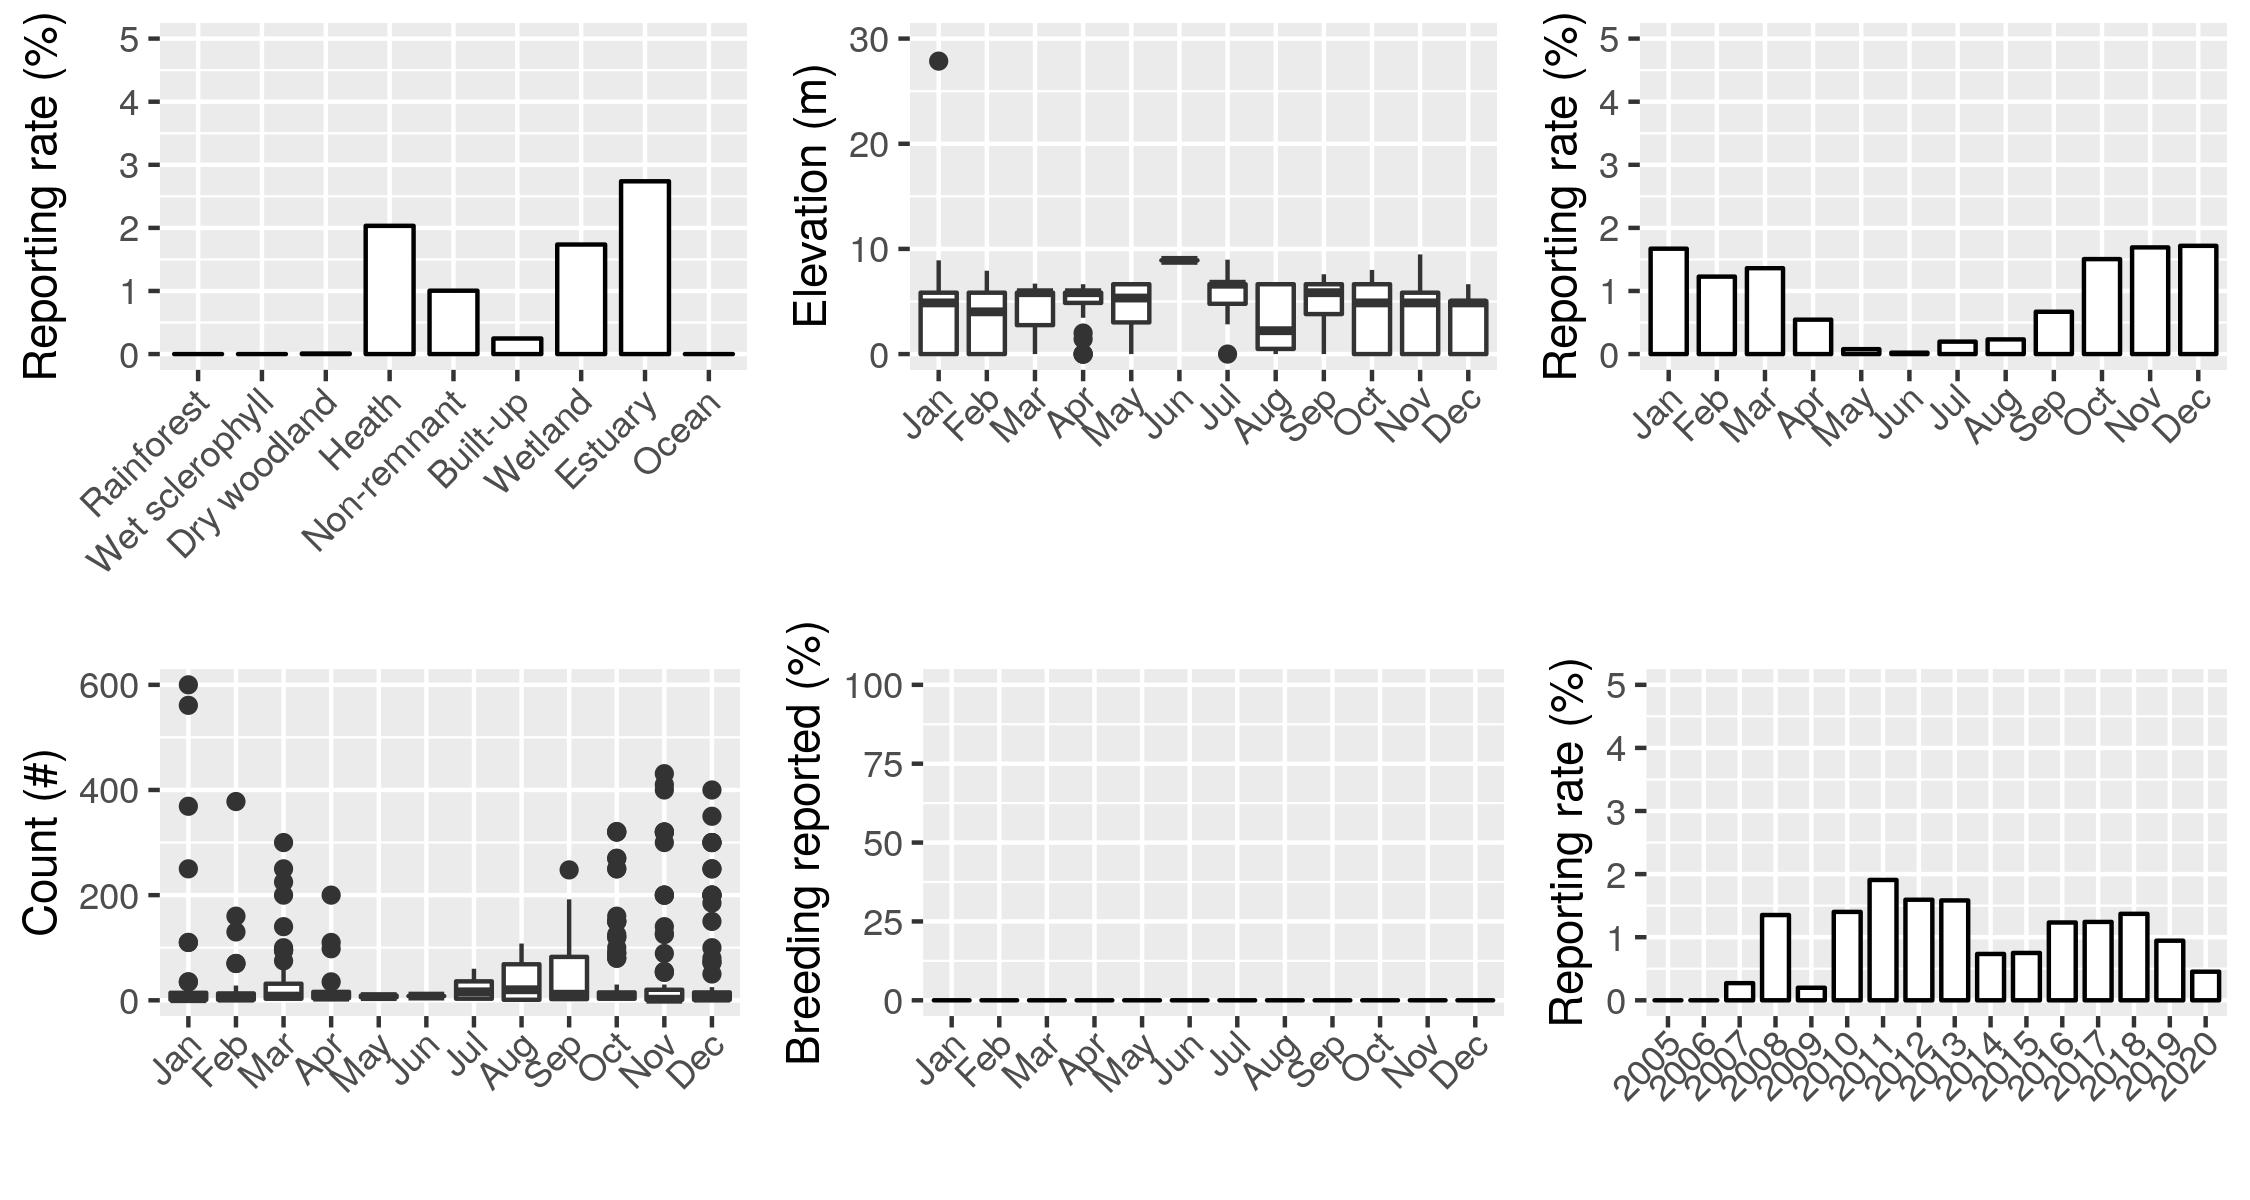 Reporting rate (%)
5
4
3
2
1
0
Rainforest
Wet sclerophyll
Dry woodland
Heath
Non-remnant
Built-up
Wetland
Estuary
Ocean
Elevation (m)
30
20
10
0
Jan
Feb
Mar
Apr
May
Jun
Jul
Aug
Sep
Oct
Nov
Dec
Reporting rate (%)
5
4
3
2
1
0
Jan
Feb
Mar
Apr
May
Jun
Jul
Aug
Sep
Oct
Nov
Dec
Count (#)
600
400
200
0
Jan
Feb
Mar
Apr
May
Jun
Jul
Aug
Sep
Oct
Nov
Dec
Breeding reported (%)
100
75
50
25
0
Jan
Feb
Mar
Apr
May
Jun
Jul
Aug
Sep
Oct
Nov
Dec
Reporting rate (%)
5
4
3
2
1
0
2005
2006
2007
2008
2009
2010
2011
2012
2013
2014
2015
2016
2017
2018
2019
2020